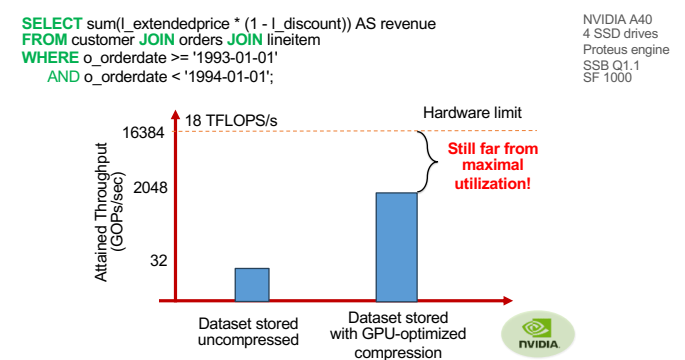 SELECT sum(l_extendedprice * (1 - l_discount)) AS revenue
FROM customer JOIN orders JOIN lineitem
WHERE o_orderdate >= '1993-01-01'
AND o_orderdate < '1994-01-01';
NVIDIA A40
4 SSD drives
Proteus engine
SSB Q1.1
SF 1000
18 TFLOPS/s
Hardware limit
16384
2048
32
Attained Throughput
(GOPs/sec)
Still far from
maximal
utilization!
Dataset stored
uncompressed
Dataset stored
with GPU-optimized
compression
NVIDIA.